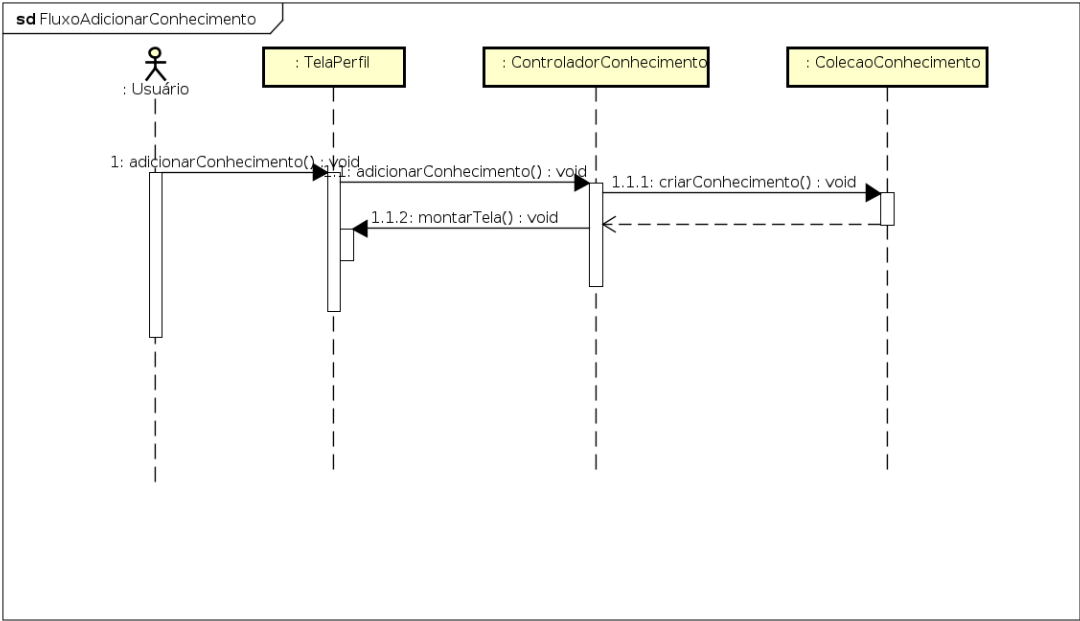 sd FluxoAdicionarConhecimento
: Usuário
: TelaPerfil
: ControladorConhecimento
: ColecaoConhecimento
1: adicionarConhecimento() : void
1.1: adicionarConhecimento() : void
1.1.1: criarConhecimento() : void
1.1.2: montarTela() : void